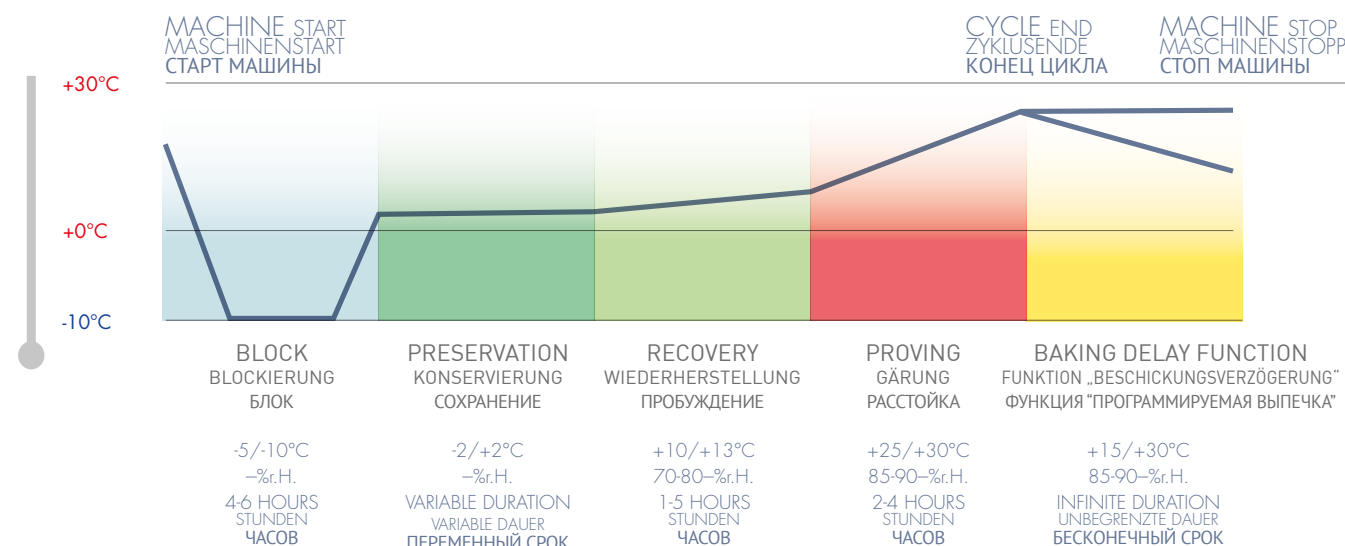 MACHINE START
MASCHINENSTART
СТАРТ МАШИНЫ
CYCLE END
ZYKLUSENDE
КОНЕЦ ЦИКЛА
MACHINE STOP
MASCHINENSTOPP
СТОП МАШИНЫ
+30°C
+0°C
-10°C
BLOCK
BLOCKIERUNG
БЛОК
-5/-10°C
–%r.H.
4-6 HOURS
STUNDEN
ЧАСОВ
PRESERVATION
KONSERVIERUNG
СОХРАНЕНИЕ
-2/+2°C
–%r.H.
VARIABLE DURATION
VARIABLE DAUER
ПЕРЕМЕННЫЙ СРОК
RECOVERY
WIEDERHERSTELLUNG
ПРОБУЖДЕНИЕ
+10/+13°C
70-80–%r.H.
1-5 HOURS
STUNDEN
ЧАСОВ
PROVING
GÄRUNG
РАССТОЙКА
+25/+30°C
85-90–%r.H.
2-4 HOURS
STUNDEN
ЧАСОВ
BAKING DELAY FUNCTION
FUNKTION „BESCHICKUNGSVERZÖGERUNG“
ФУНКЦИЯ “ПРОГРАММИРУЕМАЯ ВЫПЕЧКА”
+15/+30°C
85-90–%r.H.
INFINITE DURATION
UNBEGRENZTE DAUER
БЕСКОНЕЧНЫЙ СРОК